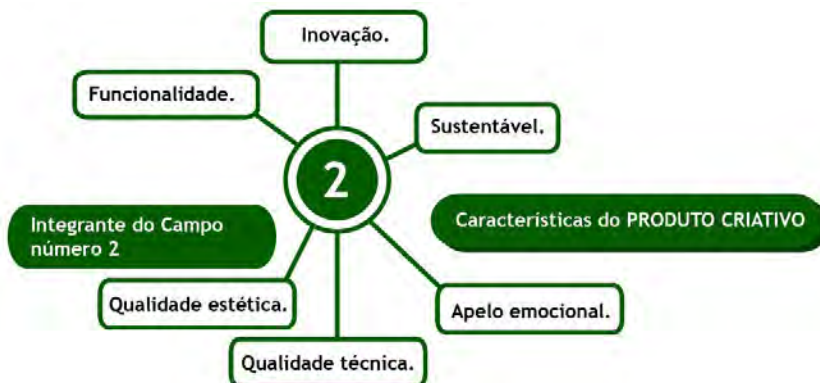 Inovação.
Funcionalidade.
Sustentável.
2
Integrante do Campo
número 2
Características do PRODUTO CRIATIVO
Qualidade estética.
Apelo emocional.
Qualidade técnica.